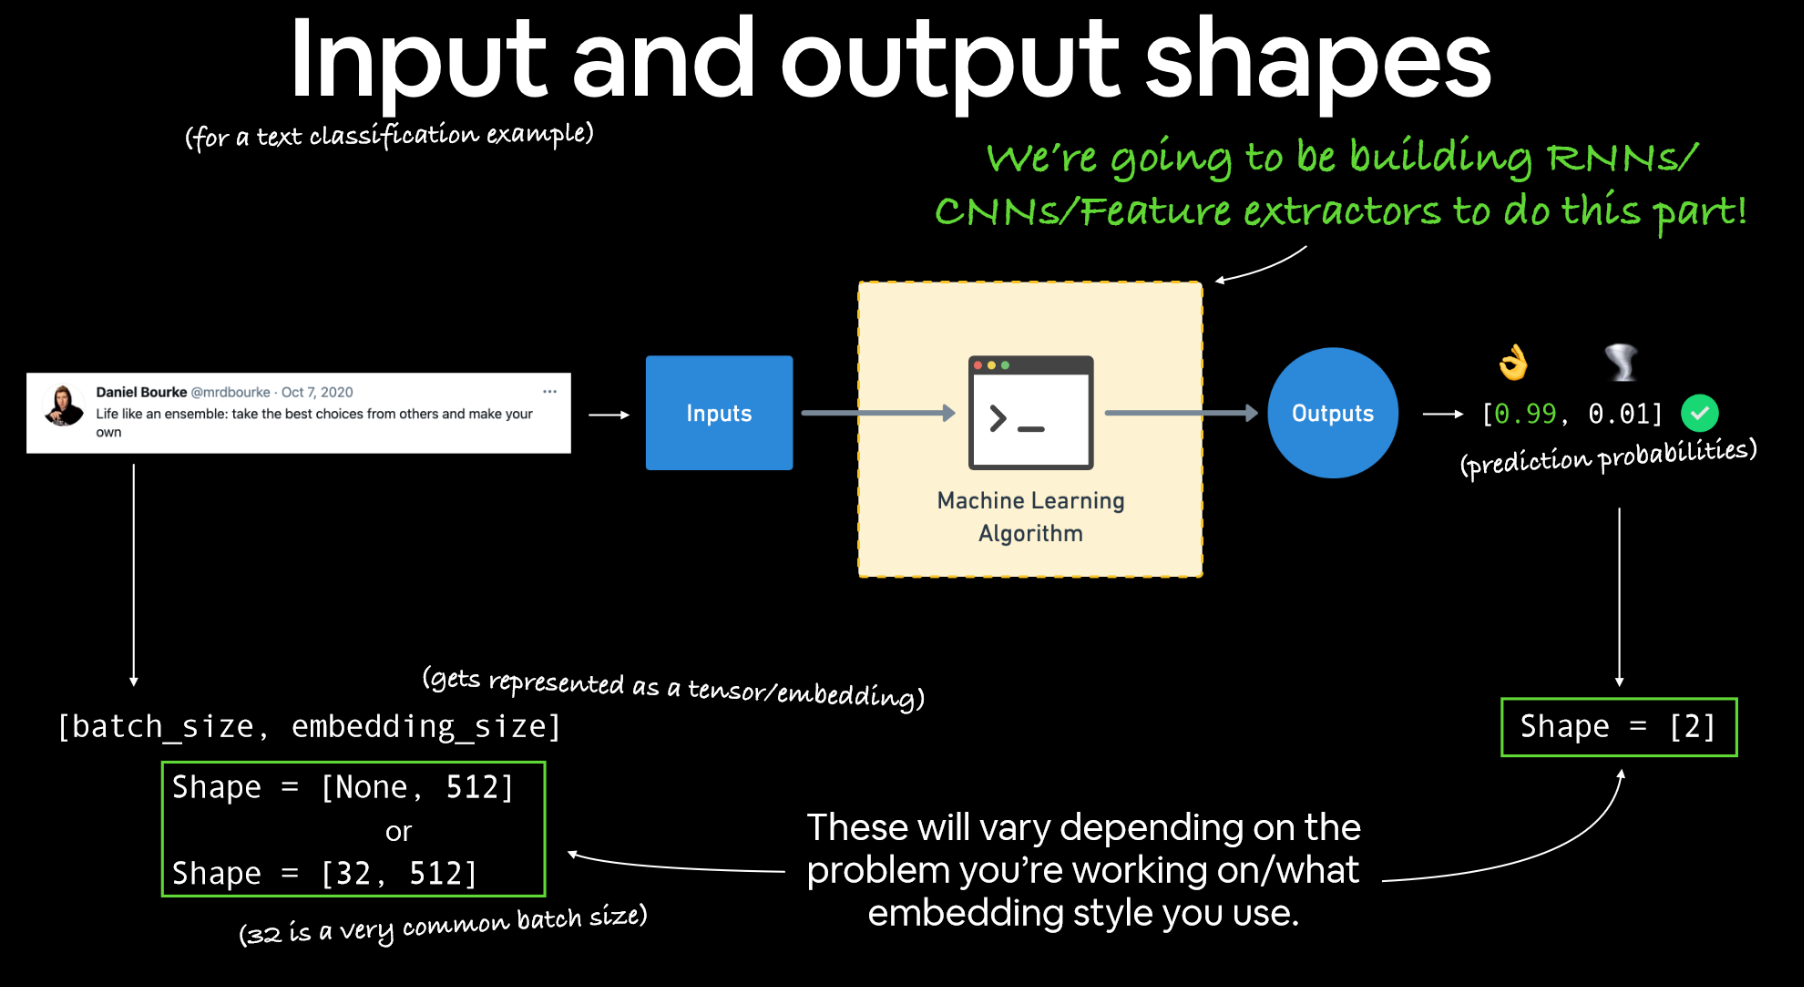 Input and output shapes
(for a text classification example)
We're going to be building RNNs/
CNNs/Feature extractors to do this part!
Daniel Bourke @mrdbourke · Oct 7, 2020 ···
Life like an ensemble: take the best choices from others and make your
own
Inputs
Machine Learning
Algorithm
Outputs
[0.99, 0.01]
(prediction probabilities)
(gets represented as a tensor/embedding)
[batch_size, embedding_size]
Shape = [None, 512]
or
Shape = [32, 512]
(32 is a very common batch size)
These will vary depending on the
problem you're working on/what
embedding style you use.
Shape = [2]